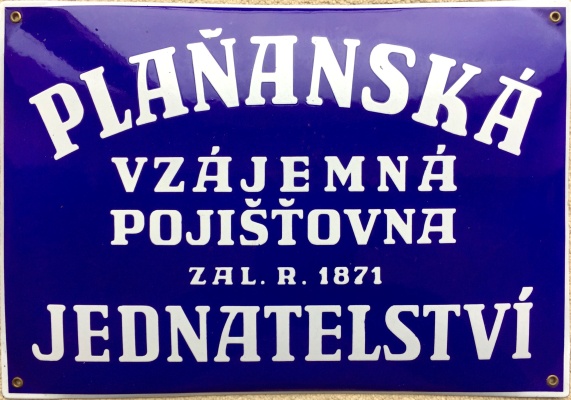 PLAŇANSKÁ
VZÁJEMNÁ
POJIŠŤOVNA
ZAL. R. 1871
JEDNATELSTVÍ